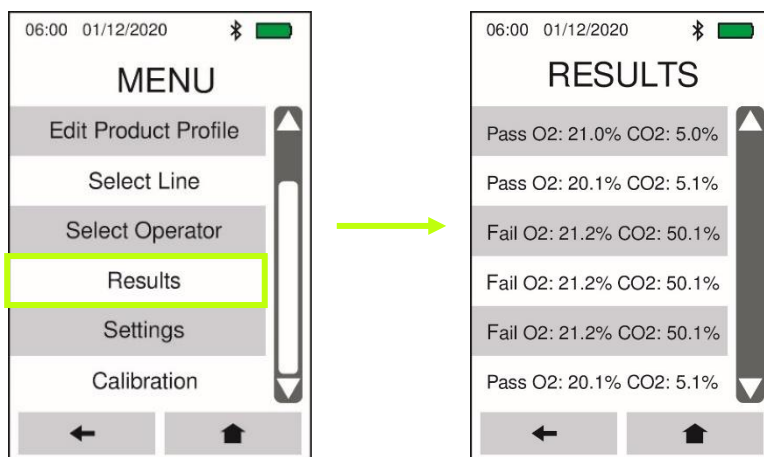 06:00 01/12/2020
MENU
Edit Product Profile
Select Line
Select Operator
Results
Settings
Calibration
06:00 01/12/2020
RESULTS
Pass O2: 21.0% CO2: 5.0%
Pass O2: 20.1% CO2: 5.1%
Fail O2: 21.2% CO2: 50.1%
Fail O2: 21.2% CO2: 50.1%
Fail O2: 21.2% CO2: 50.1%
Pass O2: 20.1% CO2: 5.1%